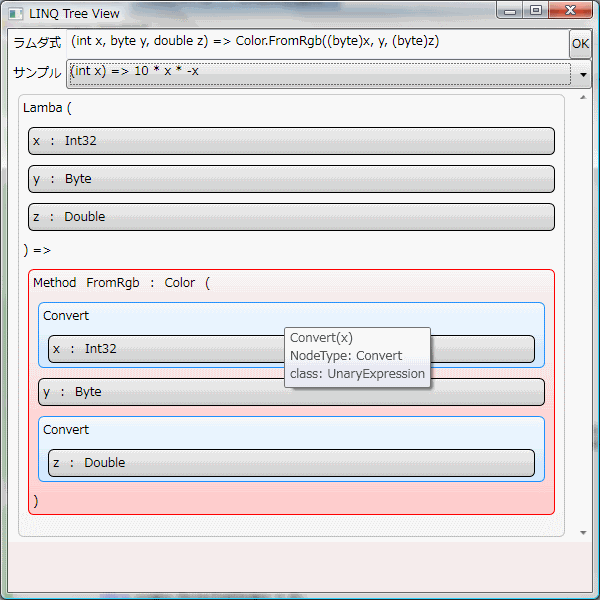 LINQ Tree View
ラムダ式 (int x, byte y, double z) => Color.FromRgb((byte)x, y, (byte)z) OK
サンプル (int x) => 10 * x * -x
Lamba (
x : Int32
y : Byte
z : Double
) =>
Method FromRgb : Color (
Convert
x : Int32
Convert(x)
NodeType: Convert
class: UnaryExpression
y : Byte
Convert
z : Double
)